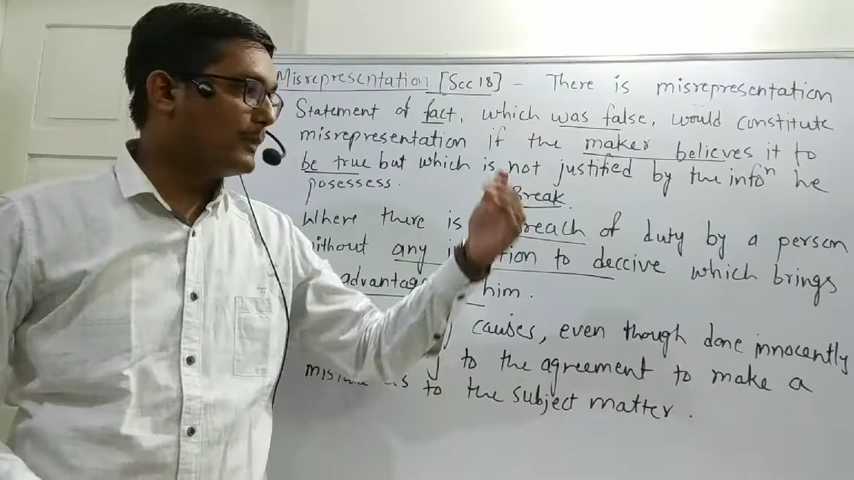 Misrepresentation [Sec 18] - There is misrepresentation
Statement of fact, which was false, would constitute
misrepresentation if the maker believes it to
be true but which is not justified by the infoⁿ he
posessess.
Break
Where there is breach of duty by a person
without any to deceive which brings
advantage him.
causes, even though done innocently
to the agreement to make a
as to the subject matter.